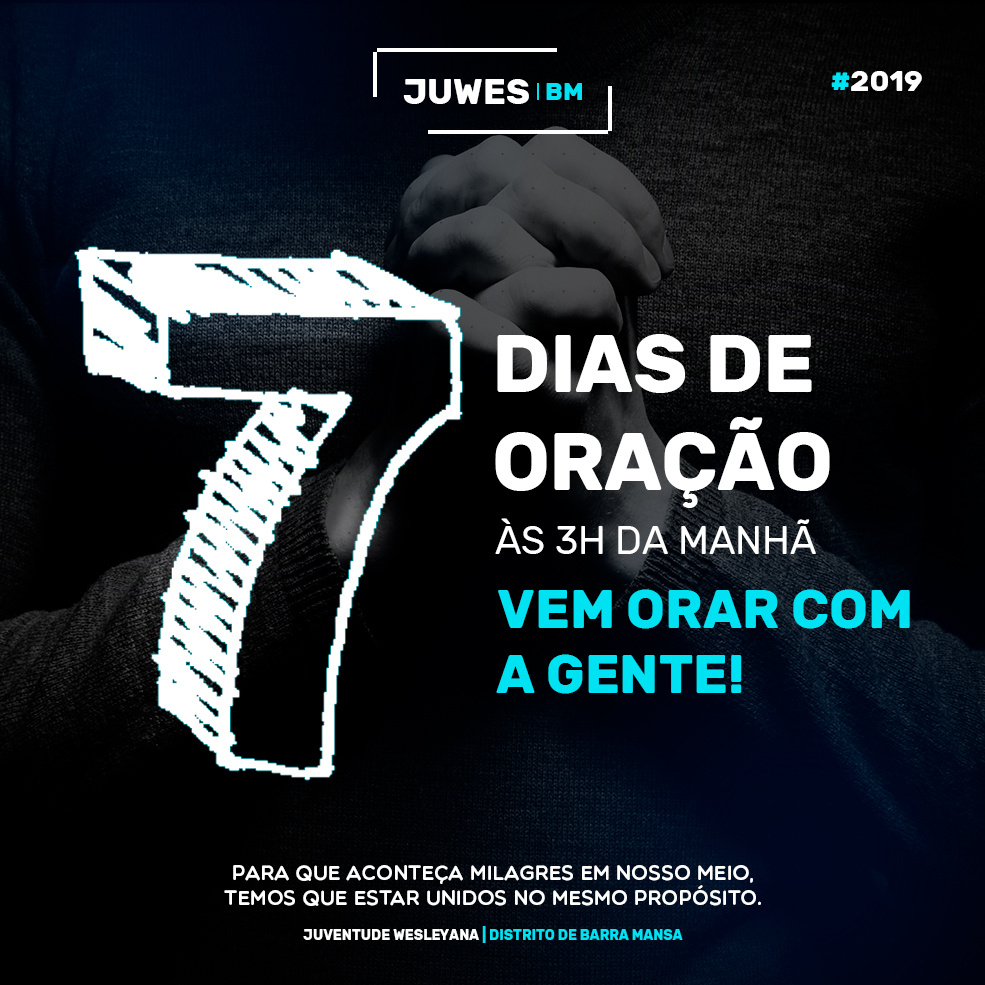 JUWES | BM
#2019
7
DIAS DE
ORAÇÃO
ÀS 3H DA MANHÃ
VEM ORAR COM
A GENTE!
PARA QUE ACONTEÇA MILAGRES EM NOSSO MEIO,
TEMOS QUE ESTAR UNIDOS NO MESMO PROPÓSITO.
JUVENTUDE WESLEYANA | DISTRITO DE BARRA MANSA